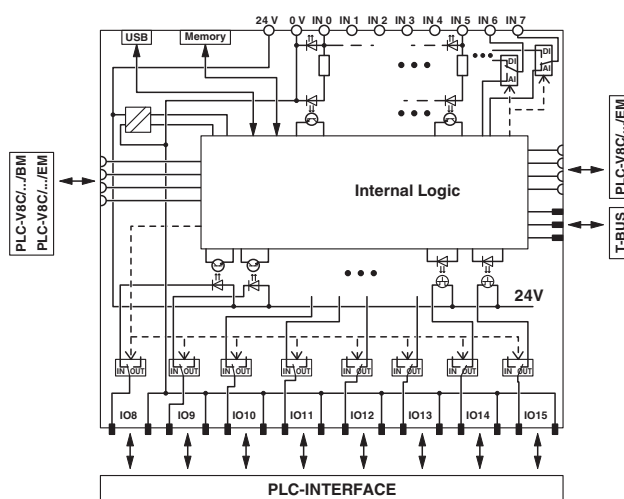 24 V 0 V IN 0 IN 1 IN 2 IN 3 IN 4 IN 5 IN 6 IN 7
USB Memory
DI
AI
DI
AI
PLC-V8C/.../BM
PLC-V8C/.../EM
Internal Logic
PLC-V8C/.../EM
T-BUS
24V
IN OUT IN OUT IN OUT IN OUT IN OUT IN OUT IN OUT IN OUT
IO8 IO9 IO10 IO11 IO12 IO13 IO14 IO15
PLC-INTERFACE